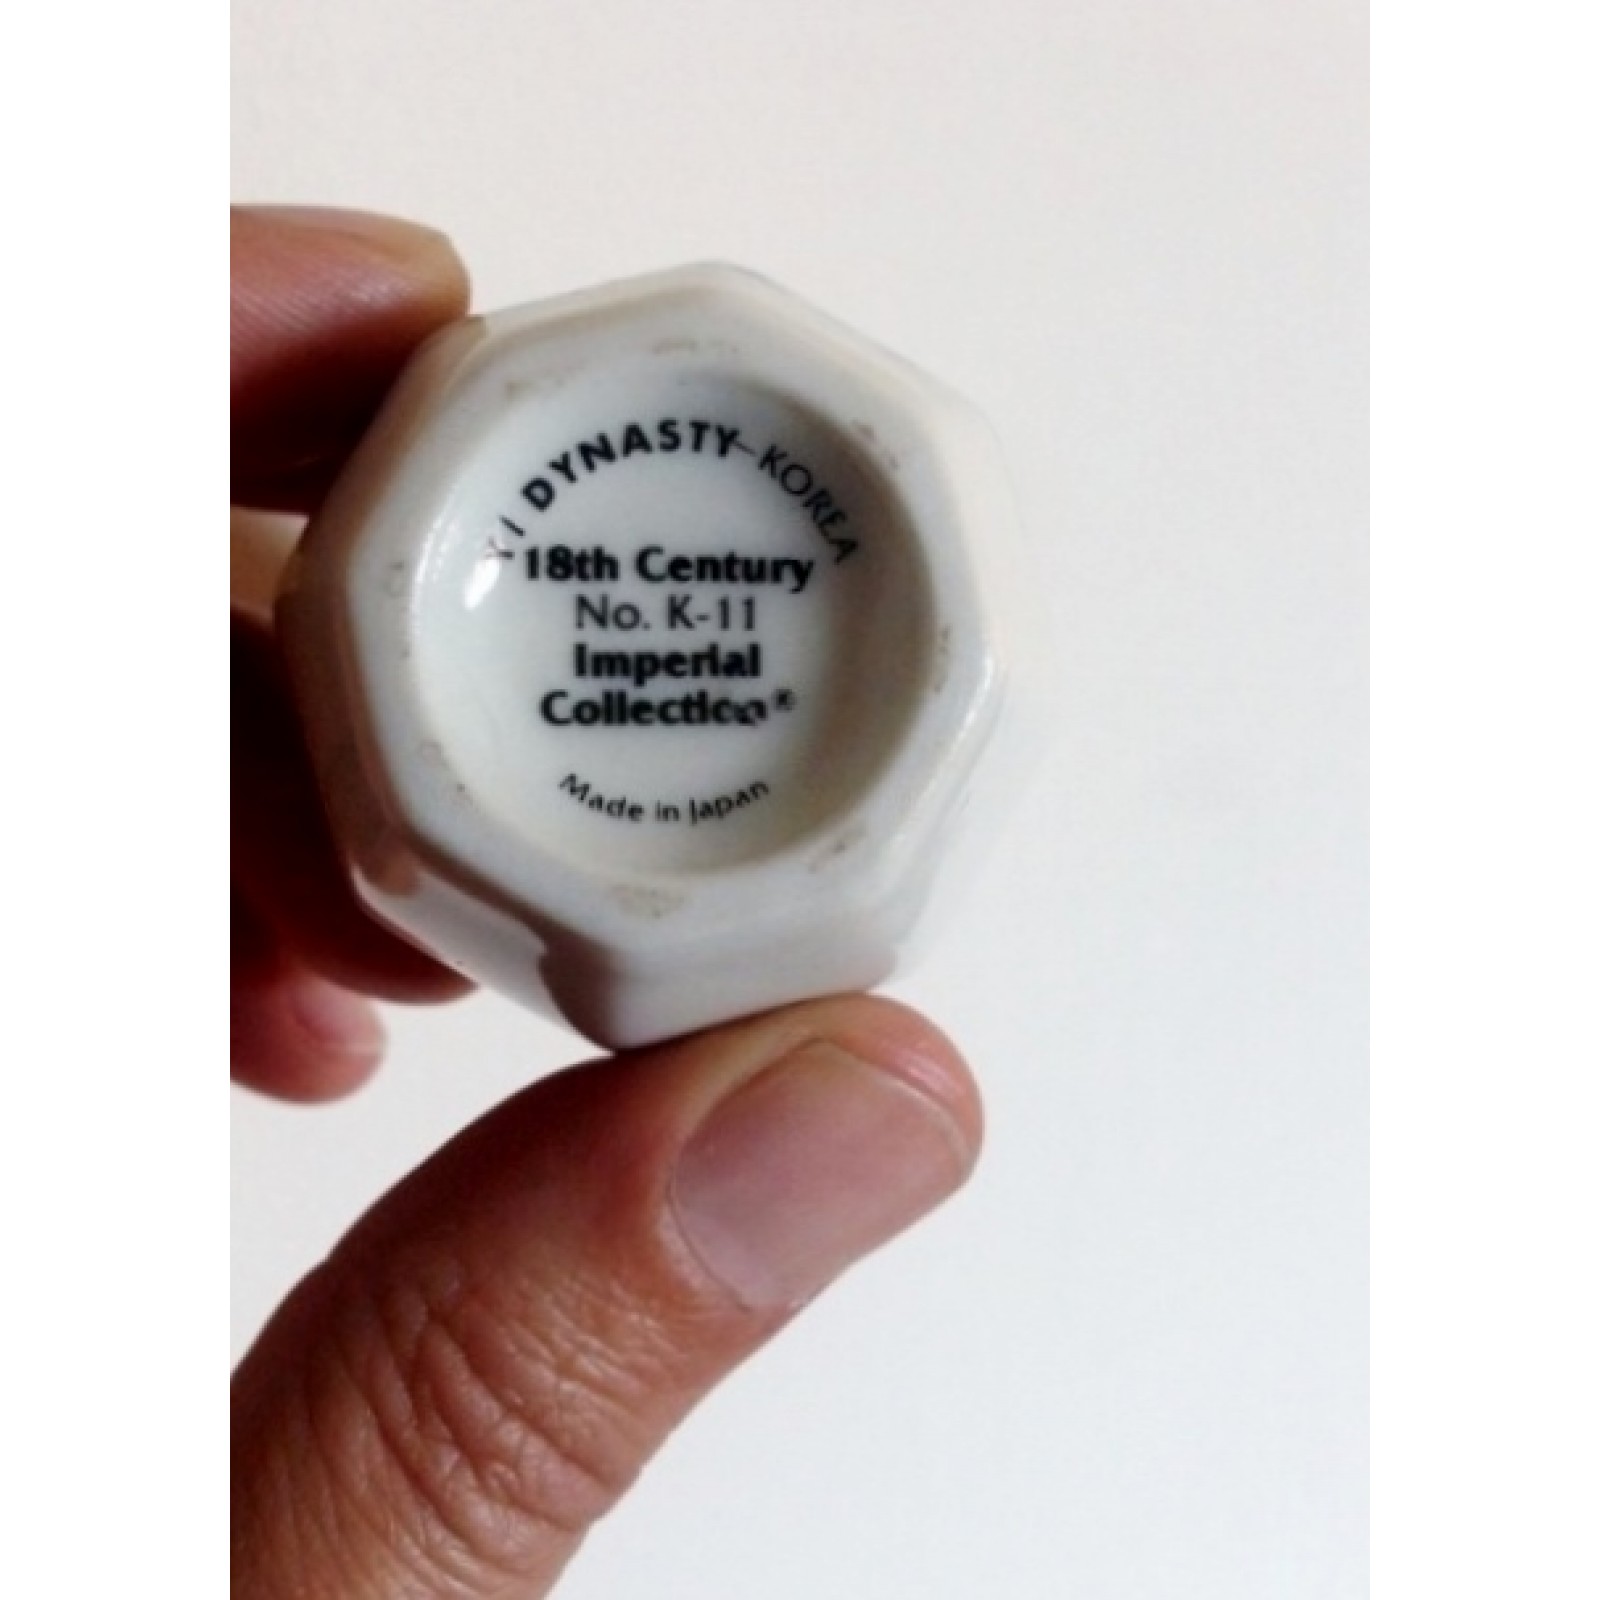 YI DYNASTY-KOREA
18th Century
No. K-11
Imperial
Collection®
Made in Japan